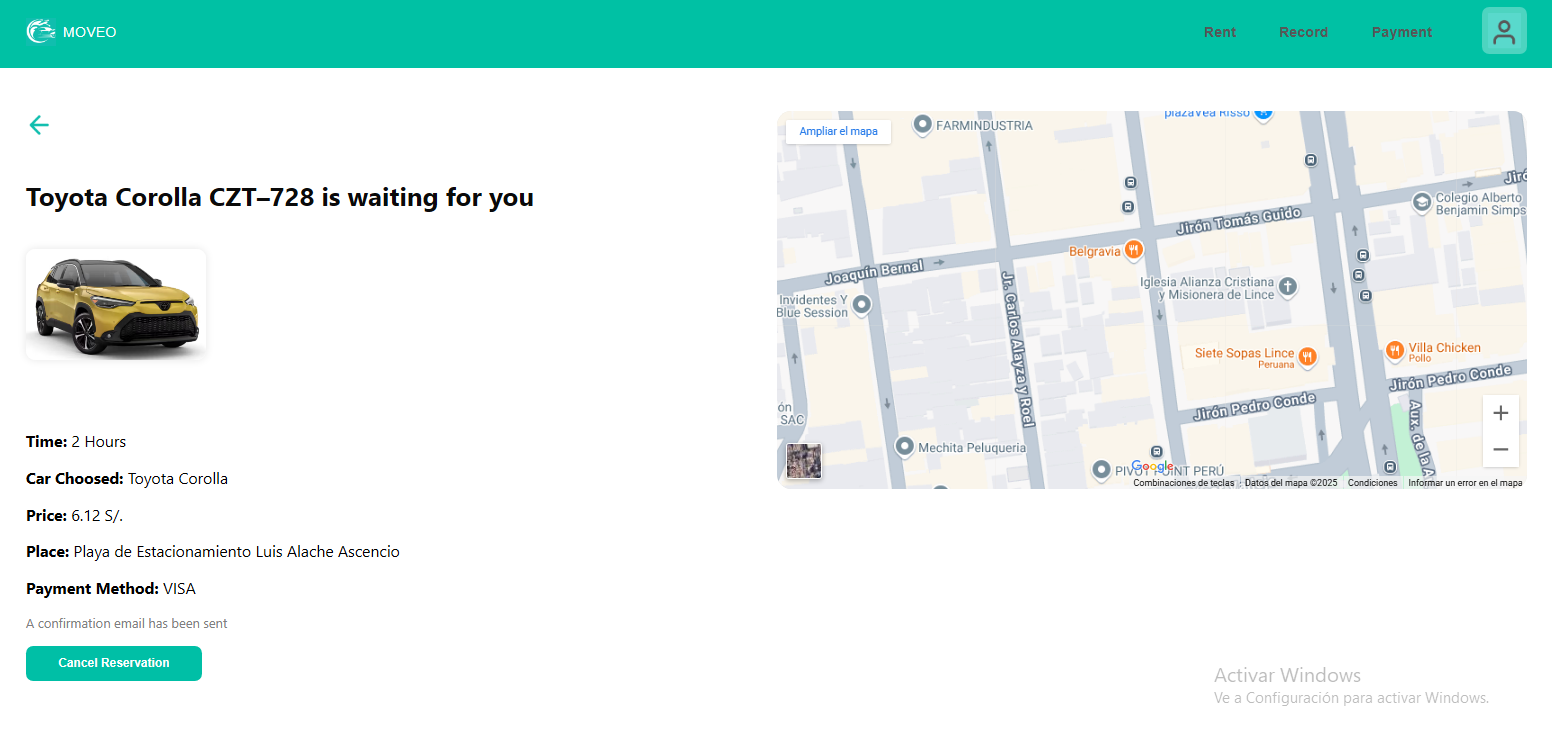 MOVEO
Rent
Record
Payment
Toyota Corolla CZT–728 is waiting for you
Time: 2 Hours
Car Choosed: Toyota Corolla
Price: 6.12 S/.
Place: Playa de Estacionamiento Luis Alache Ascencio
Payment Method: VISA
A confirmation email has been sent
Cancel Reservation
Ampliar el mapa
FARMINDUSTRIA
plazaVea Risso
Jirón
Colegio Alberto
Benjamin Simps
Jirón Tomás Guido
Belgravia
Joaquín Bernal
Iglesia Alianza Cristiana
y Misionera de Lince
Invidentes Y
Blue Session
Jr. Carlos Alayza y Roel
Siete Sopas Lince
Peruana
Villa Chicken
Pollo
Jirón Pedro Conde
Jirón Pedro Conde
ón
SAC
Aux. de la A
Mechita Peluqueria
PIVOT POINT PERÚ
Google
Combinaciones de teclas
Datos del mapa ©2025
Condiciones
Informar un error en el mapa
Activar Windows
Ve a Configuración para activar Windows.